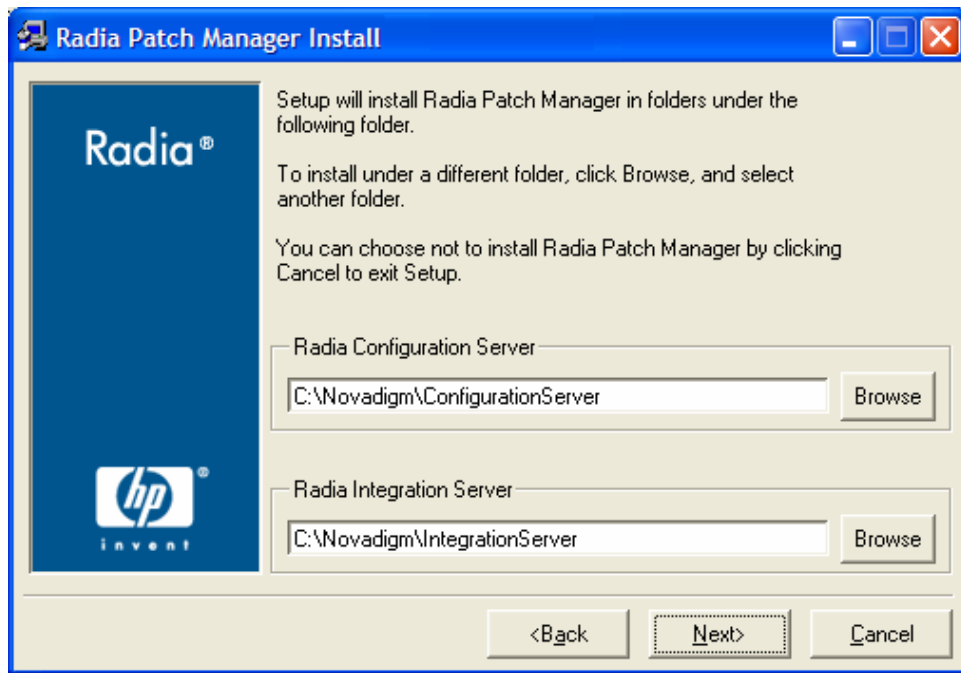 Radia Patch Manager Install
Radia®
Setup will install Radia Patch Manager in folders under the
following folder.
To install under a different folder, click Browse, and select
another folder.
You can choose not to install Radia Patch Manager by clicking
Cancel to exit Setup.
Radia Configuration Server
C:\Novadigm\ConfigurationServer
Browse
Radia Integration Server
C:\Novadigm\IntegrationServer
Browse
hp®
invent
<Back
Next>
Cancel